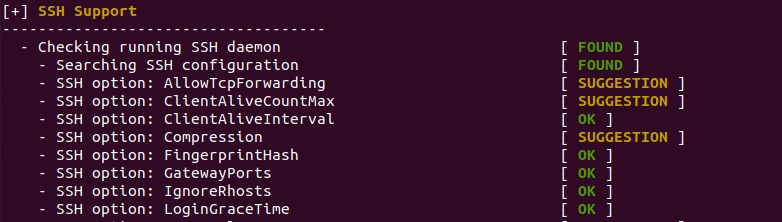 [+] SSH Support
------------------------------------
- Checking running SSH daemon [ FOUND ]
- Searching SSH configuration [ FOUND ]
- SSH option: AllowTcpForwarding [ SUGGESTION ]
- SSH option: ClientAliveCountMax [ SUGGESTION ]
- SSH option: ClientAliveInterval [ OK ]
- SSH option: Compression [ SUGGESTION ]
- SSH option: FingerprintHash [ OK ]
- SSH option: GatewayPorts [ OK ]
- SSH option: IgnoreRhosts [ OK ]
- SSH option: LoginGraceTime [ OK ]